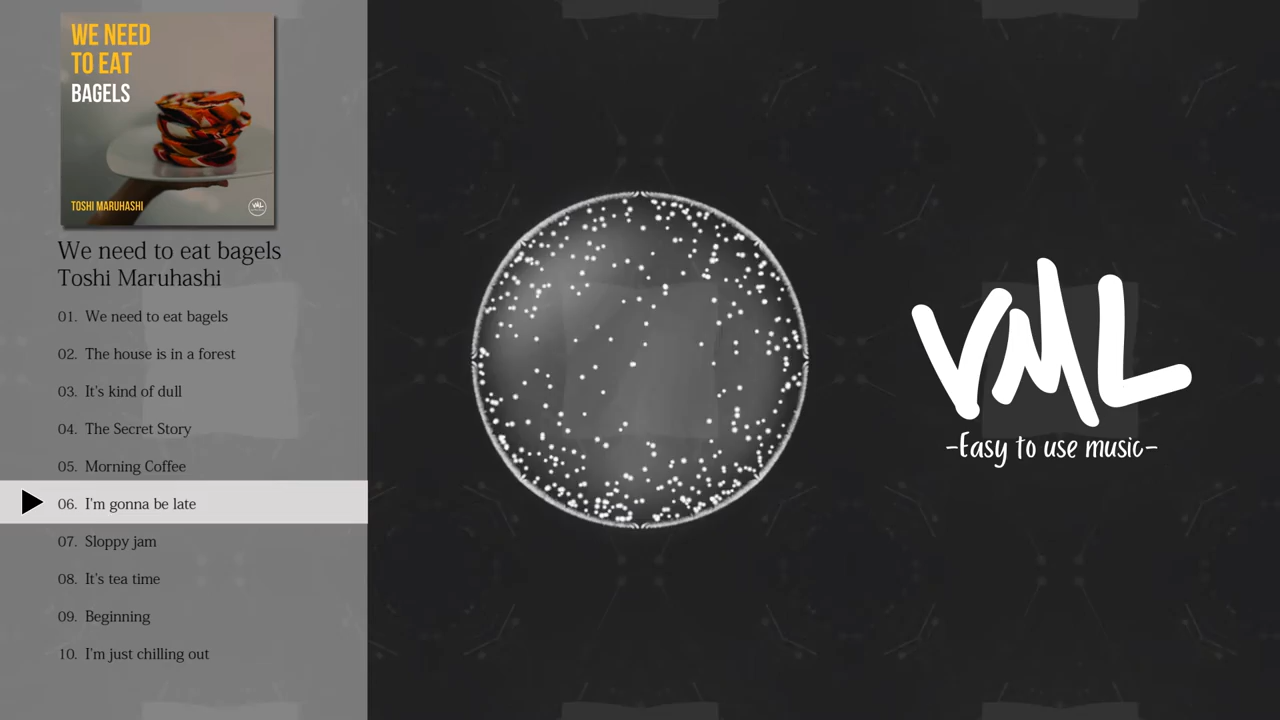 WE NEED
TO EAT
BAGELS
TOSHI MARUHASHI
VML
We need to eat bagels
Toshi Maruhashi
01. We need to eat bagels
02. The house is in a forest
03. It's kind of dull
04. The Secret Story
05. Morning Coffee
06. I'm gonna be late
07. Sloppy jam
08. It's tea time
09. Beginning
10. I'm just chilling out
VML
-Easy to use music-